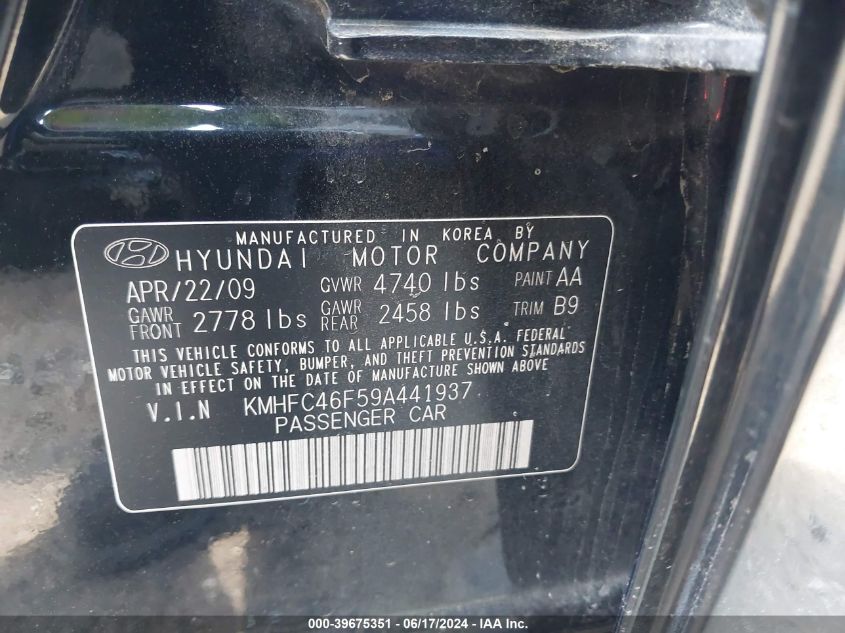 MANUFACTURED IN KOREA BY
HYUNDAI MOTOR COMPANY
APR/22/09 GVWR 4740 lbs PAINT AA
GAWR FRONT 2778 lbs GAWR REAR 2458 lbs TRIM B9
THIS VEHICLE CONFORMS TO ALL APPLICABLE U.S.A. FEDERAL
MOTOR VEHICLE SAFETY, BUMPER, AND THEFT PREVENTION STANDARDS
IN EFFECT ON THE DATE OF MANUFACTURE SHOWN ABOVE.
V.I.N KMHFC46F59A441937
PASSENGER CAR
000-39675351 - 06/17/2024 - IAA Inc.